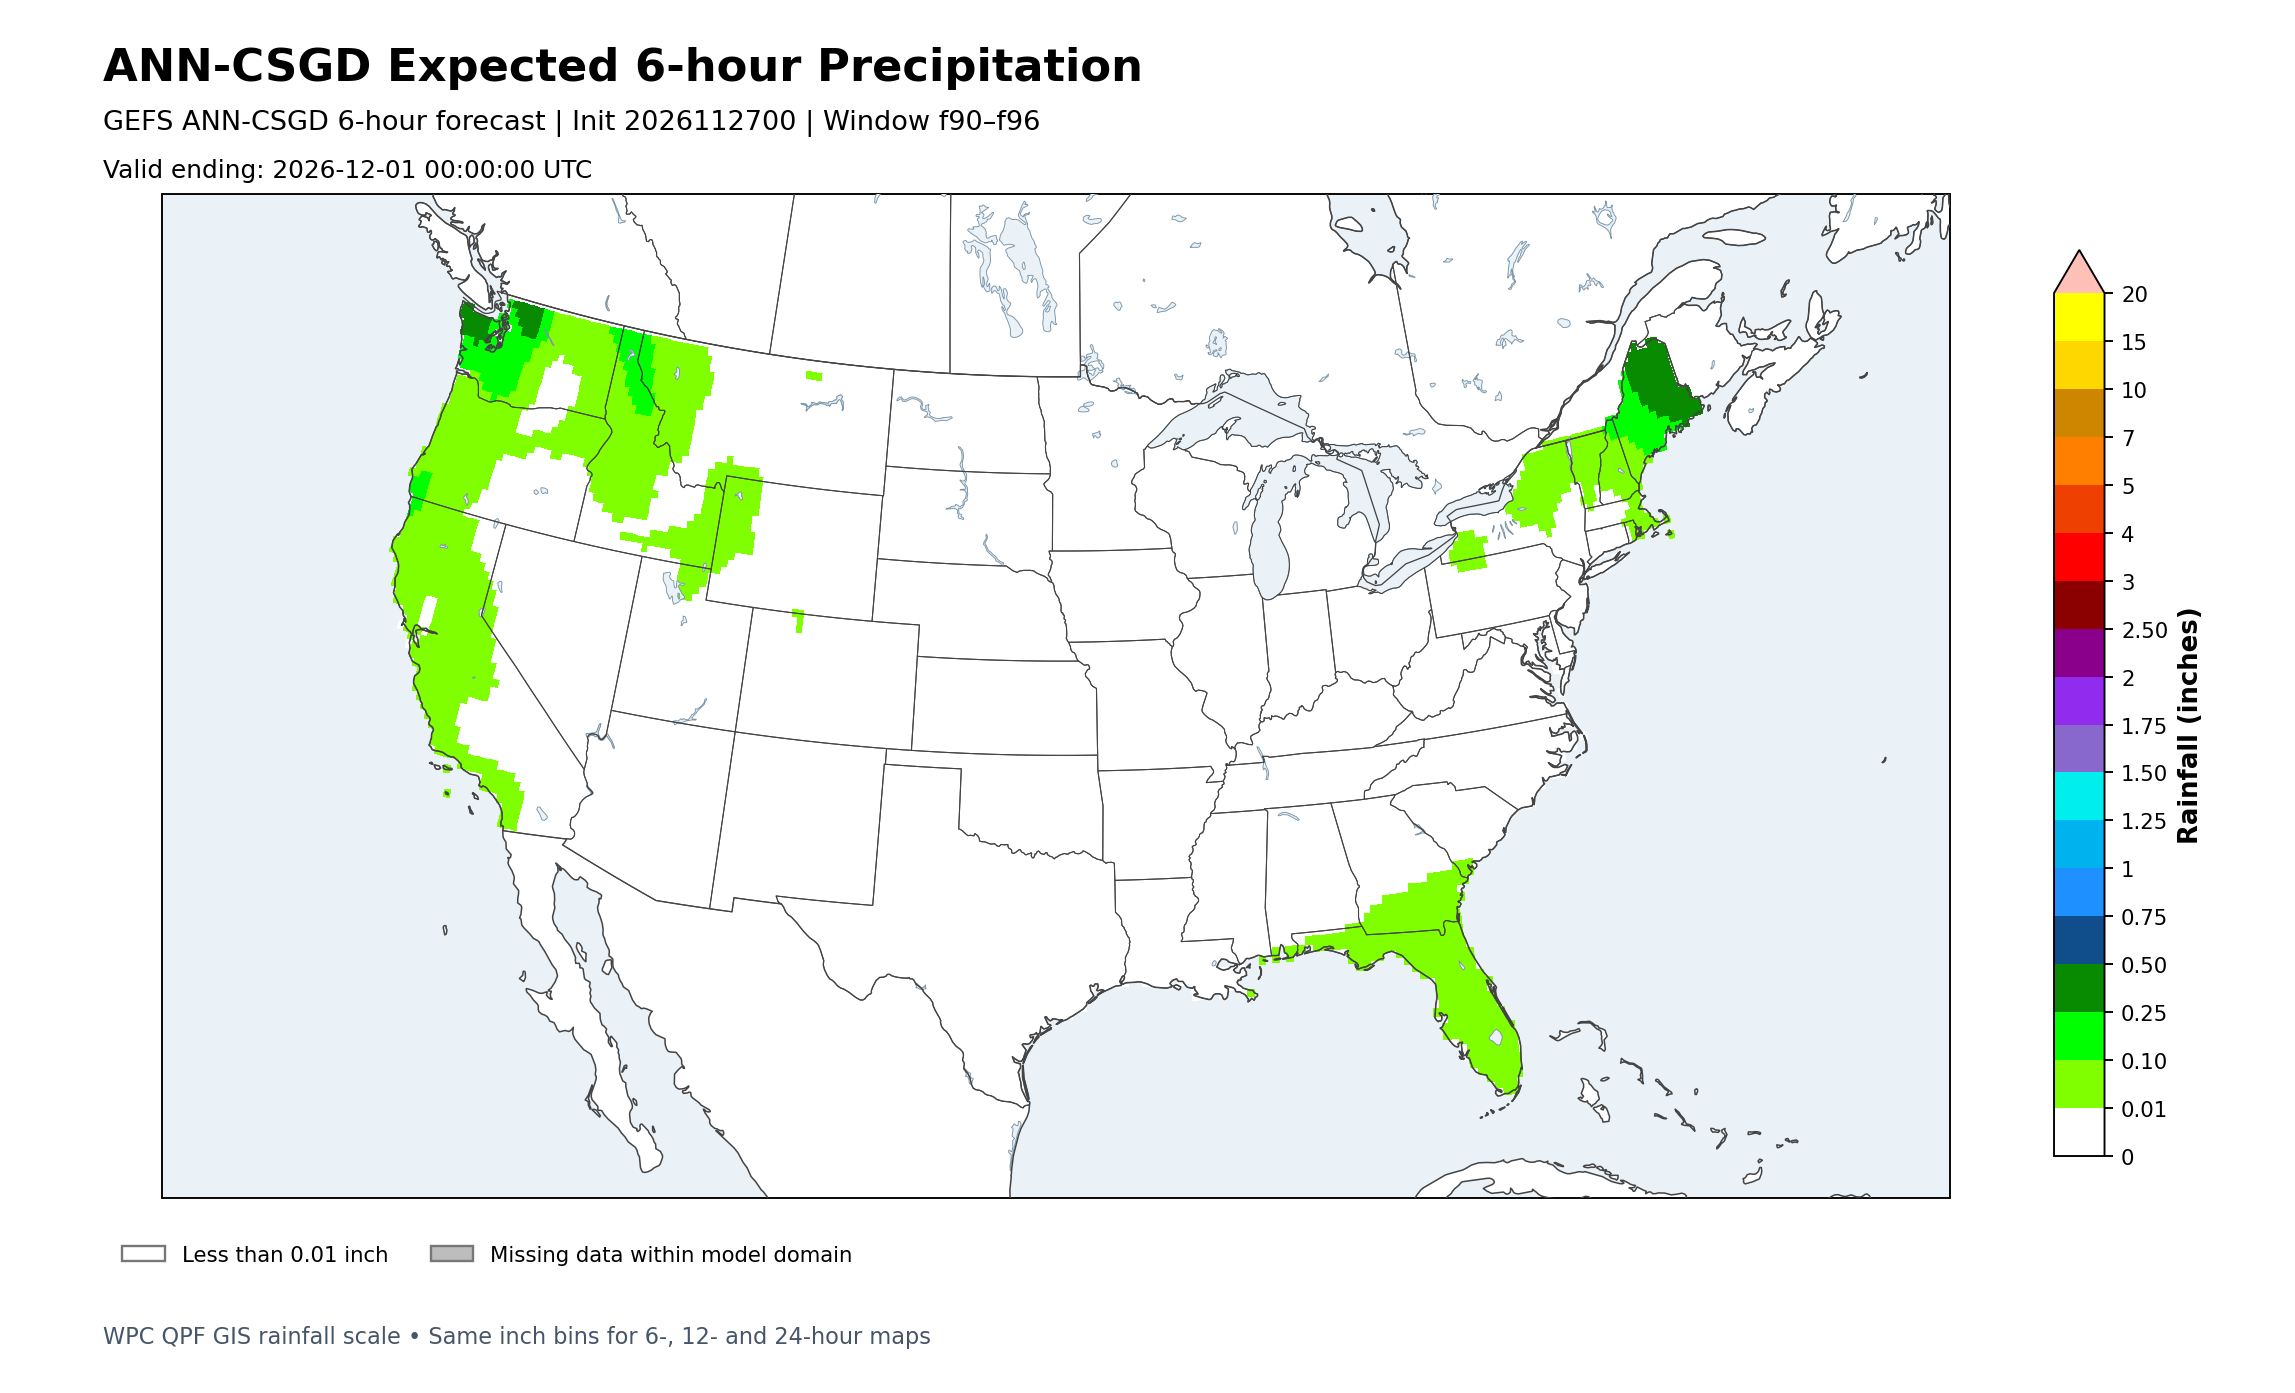 ANN-CSGD Expected 6-hour Precipitation
GEFS ANN-CSGD 6-hour forecast | Init 2026112700 | Window f90–f96
Valid ending: 2026-12-01 00:00:00 UTC
20
15
10
7
5
4
3
2.50
2
1.75
1.50
1.25
1
0.75
0.50
0.25
0.10
0.01
0
Rainfall (inches)
Less than 0.01 inch
Missing data within model domain
WPC QPF GIS rainfall scale • Same inch bins for 6-, 12- and 24-hour maps